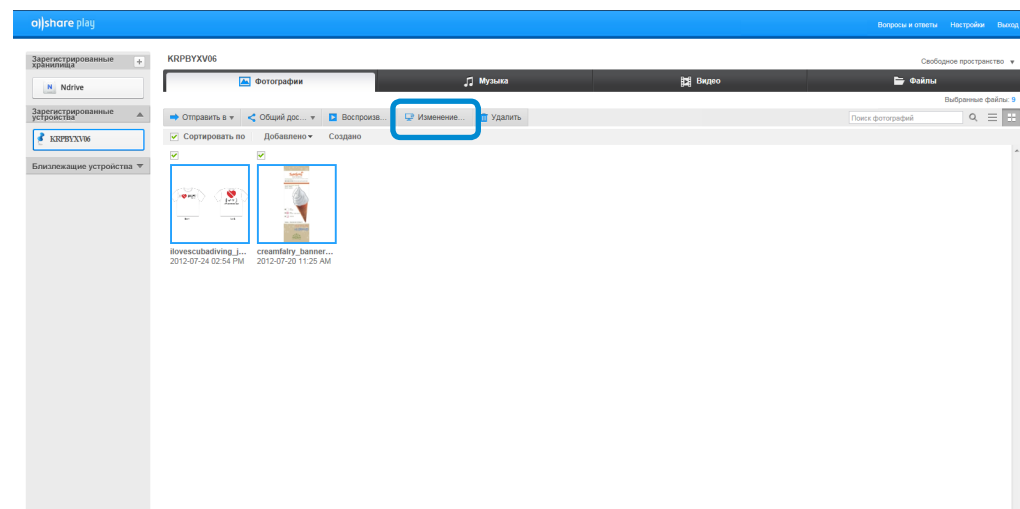 allshare play
Вопросы и ответы Настройки Выход
Зарегистрированные хранилища
Ndrive
Зарегистрированные устройства
KRPBYXV06
Близлежащие устройства
KRPBYXV06
Свободное пространство
Фотографии Музыка Видео Файлы
Выбранные файлы: 9
Отправить в Общий дос... Воспроизв... Изменение... Удалить Поиск фотографий
Сортировать по Добавлено Создано
ilovescubadiving_j... creamfalry_banner...
2012-07-24 02:54 PM 2012-07-20 11:25 AM